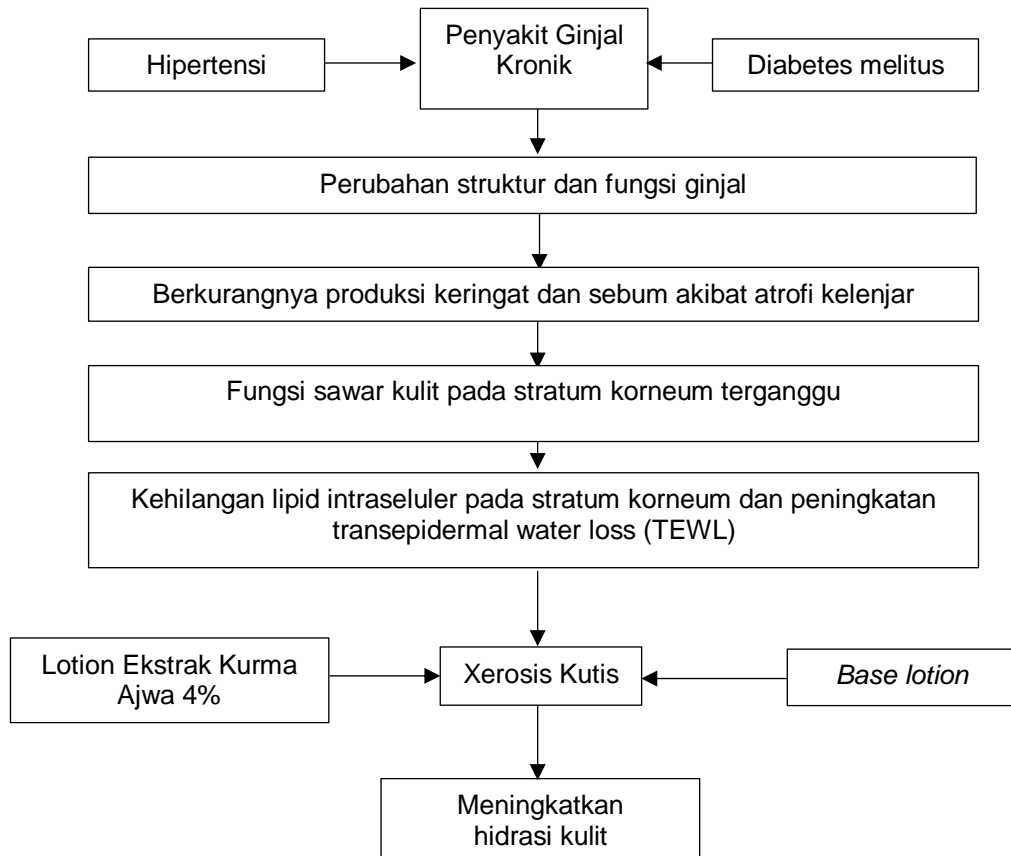 Penyakit Ginjal
Kronik
Hipertensi
Diabetes melitus
Perubahan struktur dan fungsi ginjal
Berkurangnya produksi keringat dan sebum akibat atrofi kelenjar
Fungsi sawar kulit pada stratum korneum terganggu
Kehilangan lipid intraseluler pada stratum korneum dan peningkatan
transepidermal water loss (TEWL)
Lotion Ekstrak Kurma
Ajwa 4%
Xerosis Kutis
Base lotion
Meningkatkan
hidrasi kulit